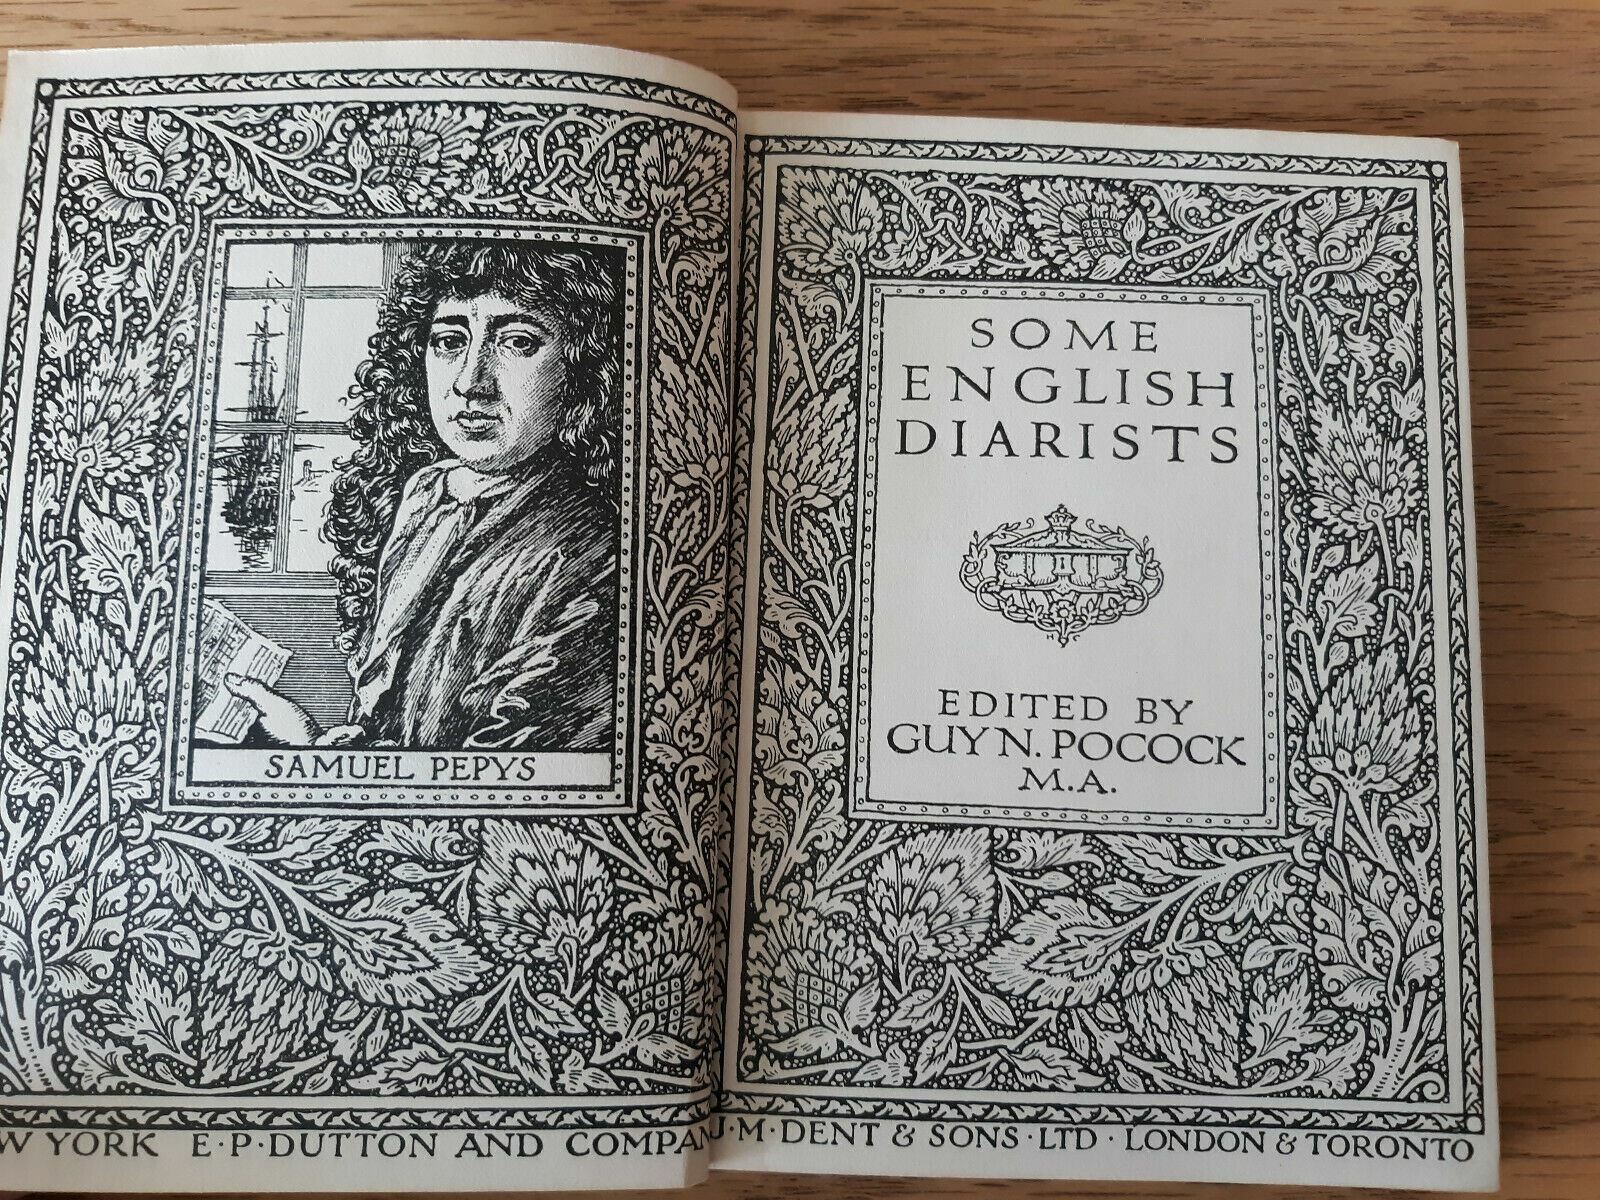 SAMUEL PEPYS
W YORK E·P·DUTTON AND COMPAN
SOME
ENGLISH
DIARISTS
EDITED BY
GUY N. POCOCK
M.A.
J·M·DENT & SONS·LTD·LONDON & TORONTO